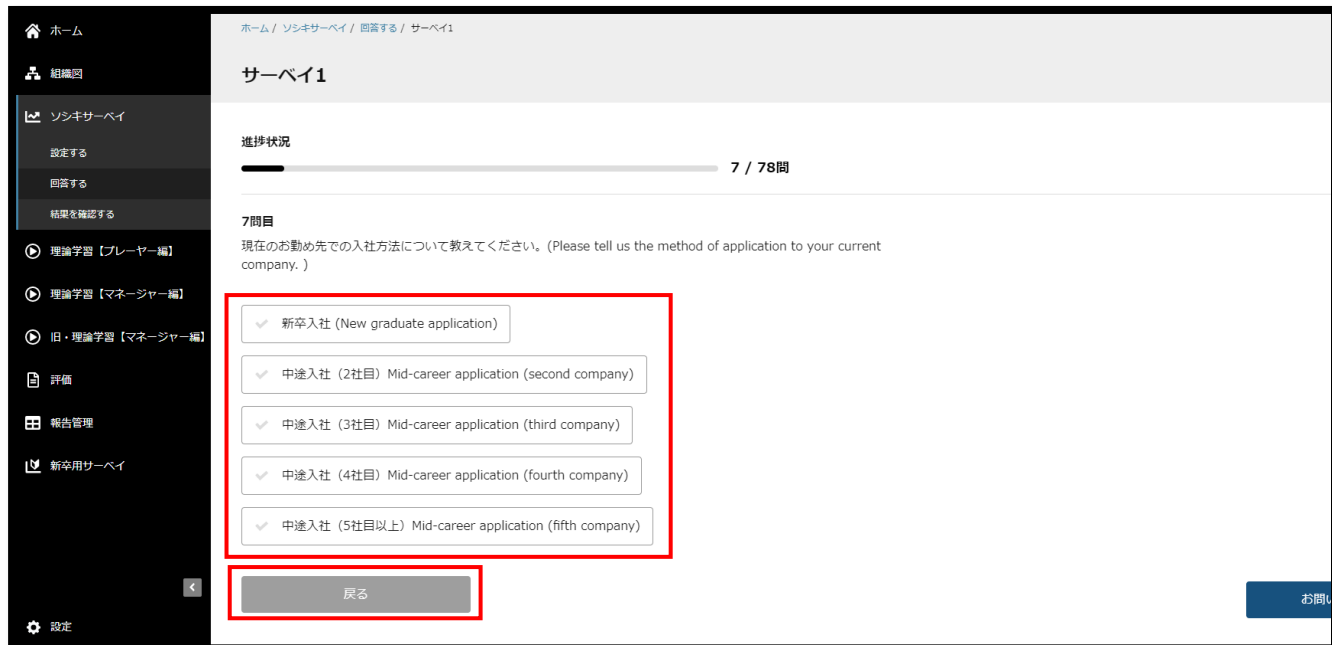 ホーム
組織図
ソシキサーベイ
設定する
回答する
結果を確認する
理論学習【プレーヤー編】
理論学習【マネージャー編】
旧・理論学習【マネージャー編】
評価
報告管理
新卒用サーベイ
設定
ホーム / ソシキサーベイ / 回答する / サーベイ1
サーベイ1
進捗状況
7 / 78問
7問目
現在のお勤め先での入社方法について教えてください。(Please tell us the method of application to your current
company. )
新卒入社 (New graduate application)
中途入社（2社目）Mid-career application (second company)
中途入社（3社目）Mid-career application (third company)
中途入社（4社目）Mid-career application (fourth company)
中途入社（5社目以上）Mid-career application (fifth company)
戻る
お問い